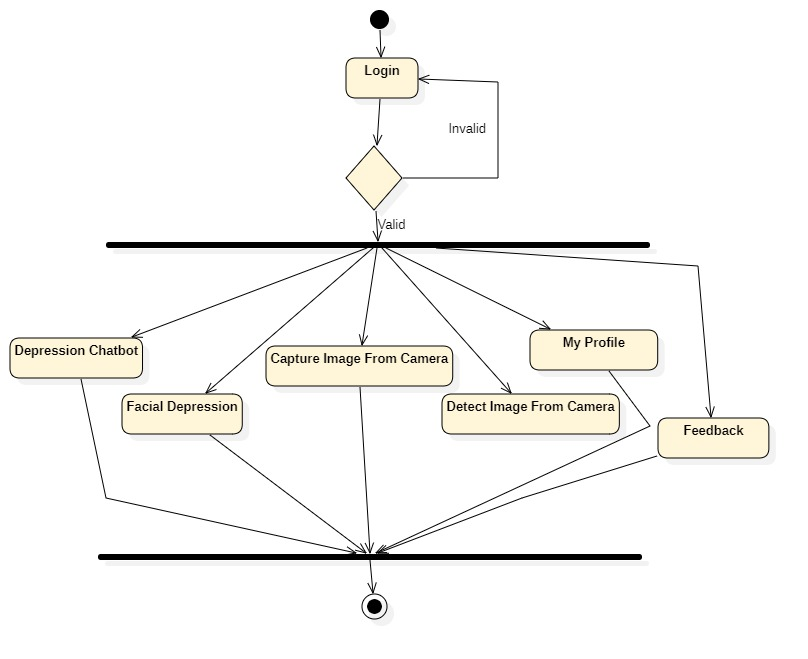 Login
Invalid
Valid
Depression Chatbot
Facial Depression
Capture Image From Camera
Detect Image From Camera
My Profile
Feedback